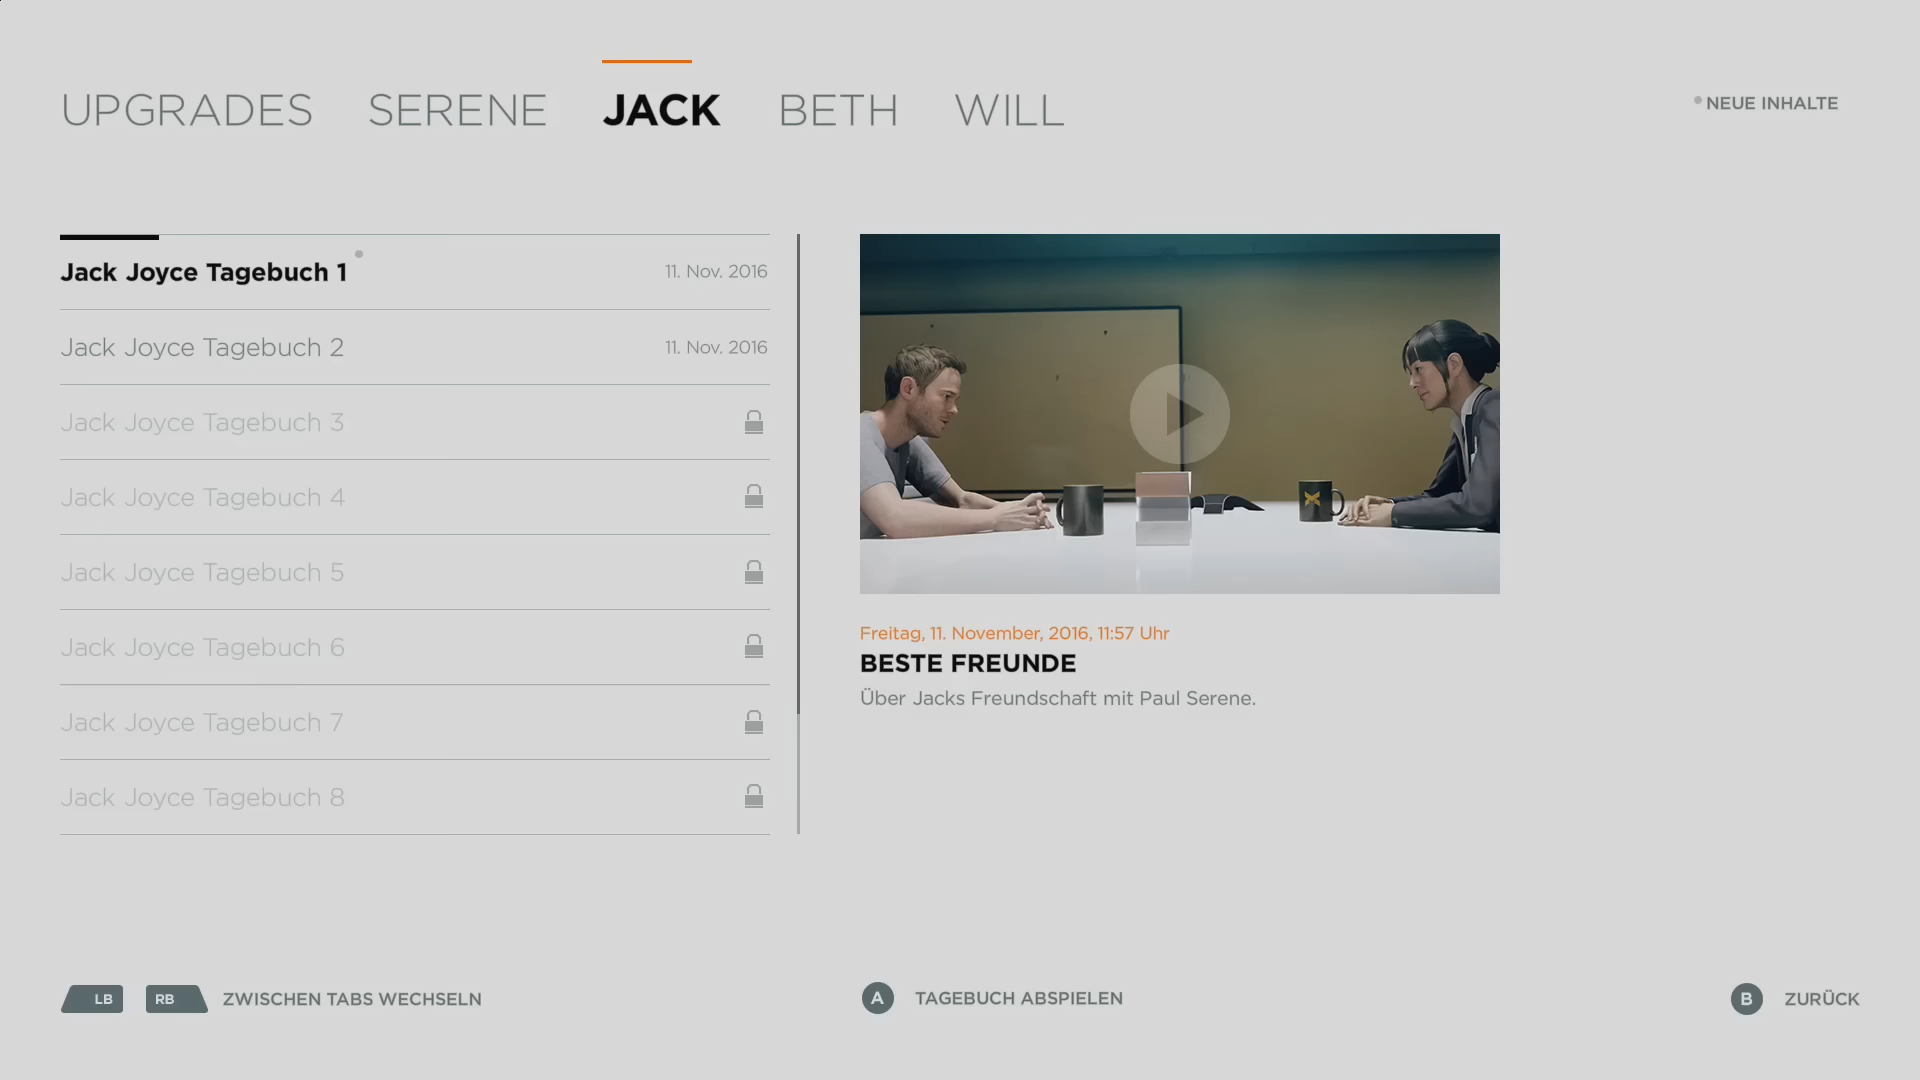 UPGRADES SERENE JACK BETH WILL
NEUE INHALTE
Jack Joyce Tagebuch 1 11. Nov. 2016
Jack Joyce Tagebuch 2 11. Nov. 2016
Jack Joyce Tagebuch 3
Jack Joyce Tagebuch 4
Jack Joyce Tagebuch 5
Jack Joyce Tagebuch 6
Jack Joyce Tagebuch 7
Jack Joyce Tagebuch 8
Freitag, 11. November, 2016, 11:57 Uhr
BESTE FREUNDE
Über Jacks Freundschaft mit Paul Serene.
LB RB ZWISCHEN TABS WECHSELN
A TAGEBUCH ABSPIELEN
B ZURÜCK